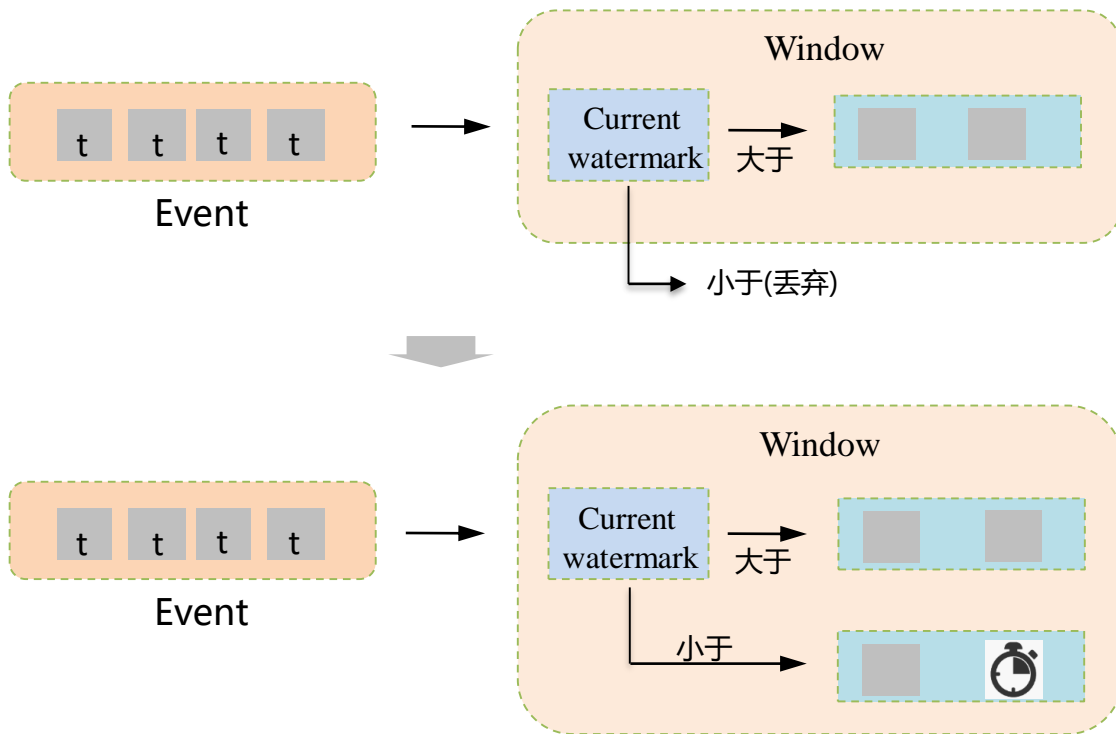 Window
t t t t
Current
watermark
大于
Event
小于(丢弃)
Window
t t t t
Current
watermark
大于
Event
小于